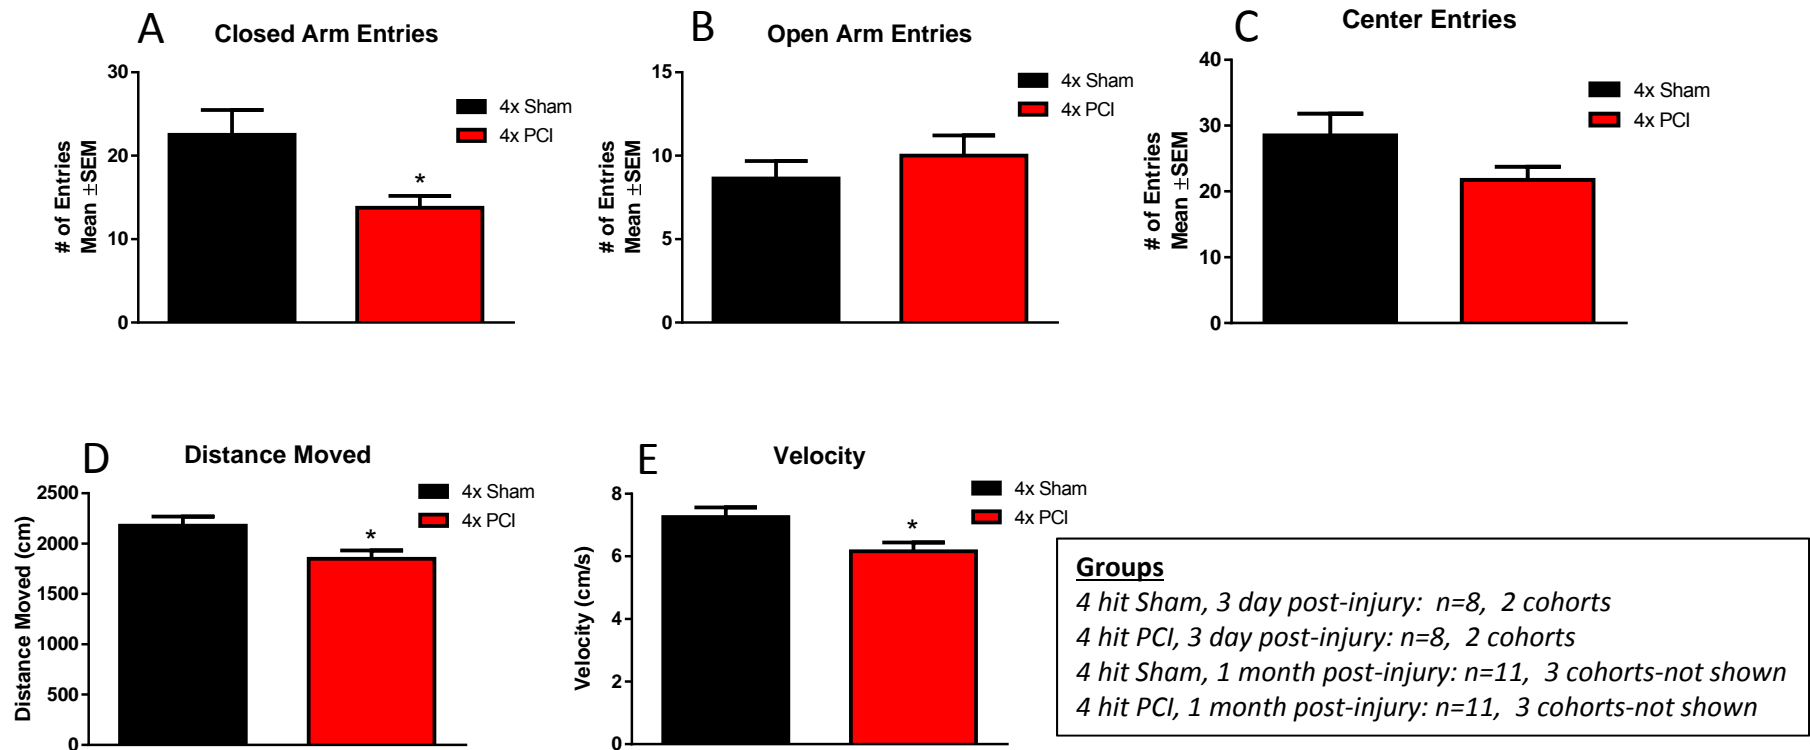 A
Closed Arm Entries
# of Entries
Mean ±SEM
30
20
10
0
*
4x Sham
4x PCI
B
Open Arm Entries
# of Entries
Mean ±SEM
15
10
5
0
4x Sham
4x PCI
C
Center Entries
# of Entries
Mean ±SEM
40
30
20
10
0
4x Sham
4x PCI
D
Distance Moved
Distance Moved (cm)
2500
2000
1500
1000
500
0
*
4x Sham
4x PCI
E
Velocity
Velocity (cm/s)
8
6
4
2
0
*
4x Sham
4x PCI
Groups
4 hit Sham, 3 day post-injury: n=8, 2 cohorts
4 hit PCI, 3 day post-injury: n=8, 2 cohorts
4 hit Sham, 1 month post-injury: n=11, 3 cohorts-not shown
4 hit PCI, 1 month post-injury: n=11, 3 cohorts-not shown